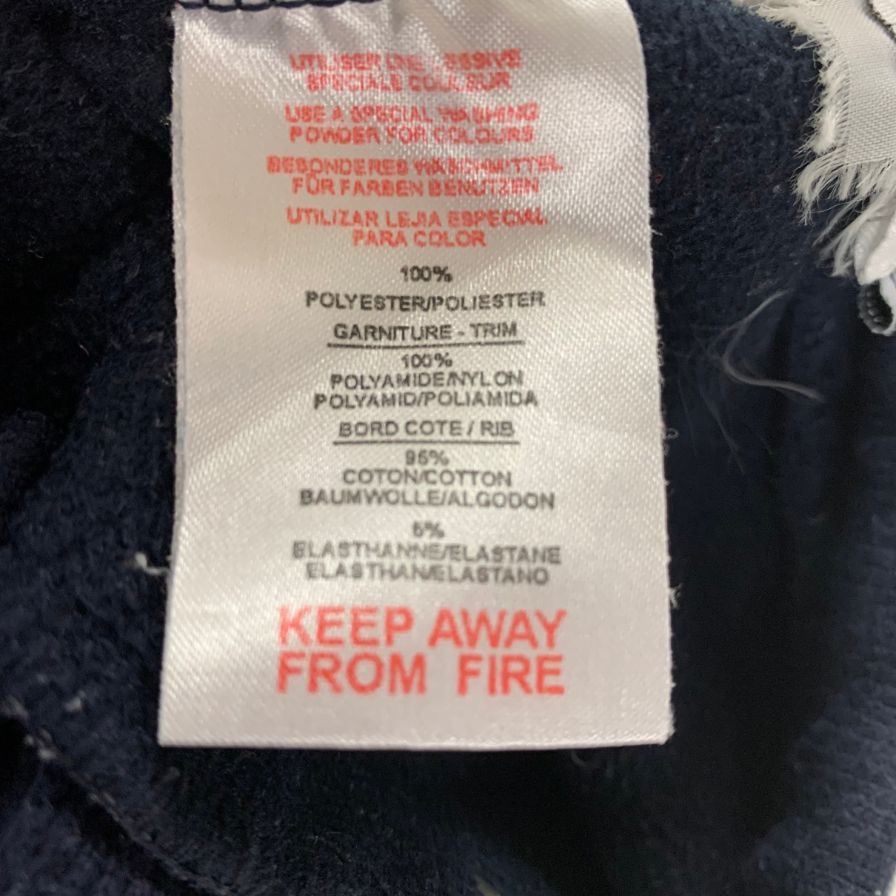 UTILISER UNE LESSIVE
SPECIALE COULEUR
USE A SPECIAL WASHING
POWDER FOR COLOURS
BESONDERES WASCHMITTEL
FÜR FARBEN BENUTZEN
UTILIZAR LEJIA ESPECIAL
PARA COLOR
100%
POLYESTER/POLIESTER
GARNITURE - TRIM
100%
POLYAMIDE/NYLON
POLYAMID/POLIAMIDA
BORD COTE / RIB
95%
COTON/COTTON
BAUMWOLLE/ALGODON
5%
ELASTHANNE/ELASTANE
ELASTHAN/ELASTANO
KEEP AWAY
FROM FIRE